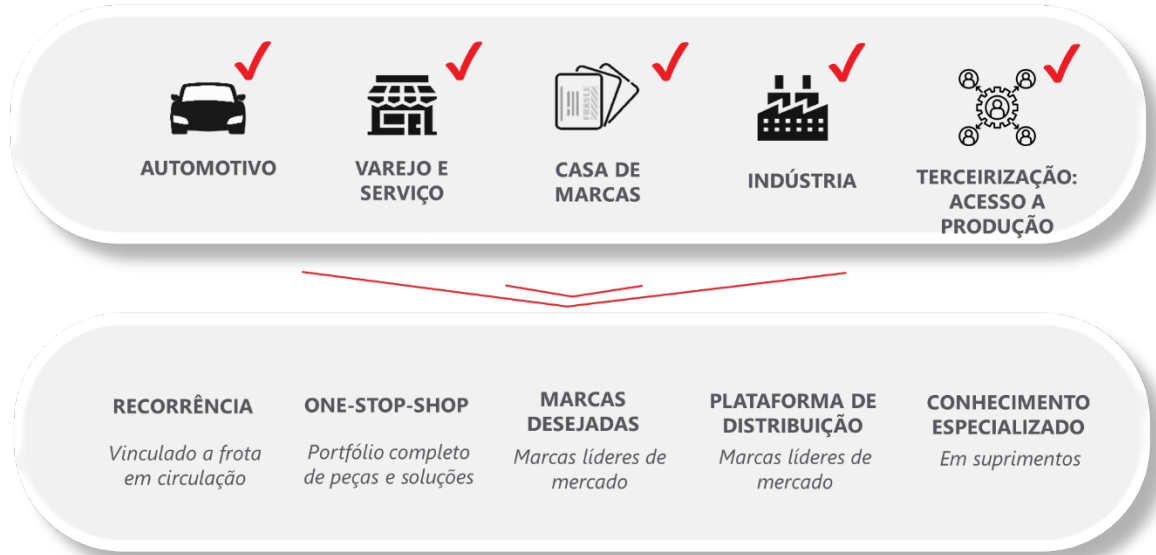 FRASLE
AUTOMOTIVO
VAREJO E
SERVIÇO
CASA DE
MARCAS
INDÚSTRIA
TERCEIRIZAÇÃO:
ACESSO A
PRODUÇÃO
RECORRÊNCIA
Vinculado a frota
em circulação
ONE-STOP-SHOP
Portfólio completo
de peças e soluções
MARCAS
DESEJADAS
Marcas líderes de
mercado
PLATAFORMA DE
DISTRIBUIÇÃO
Marcas líderes de
mercado
CONHECIMENTO
ESPECIALIZADO
Em suprimentos